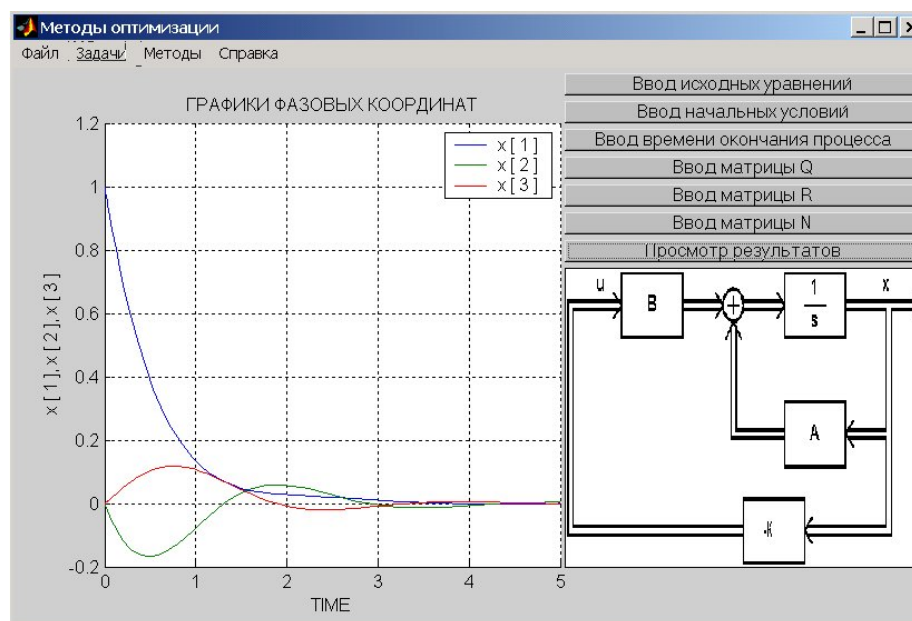 Методы оптимизации
Файл Задачи Методы Справка
ГРАФИКИ ФАЗОВЫХ КООРДИНАТ
1.2
1
0.8
0.6
0.4
0.2
0
-0.2
x[1],x[2],x[3]
x[1]
x[2]
x[3]
0 1 2 3 4 5
TIME
Ввод исходных уравнений
Ввод начальных условий
Ввод времени окончания процесса
Ввод матрицы Q
Ввод матрицы R
Ввод матрицы N
Просмотр результатов
u
B
+
1
s
x
A
-K